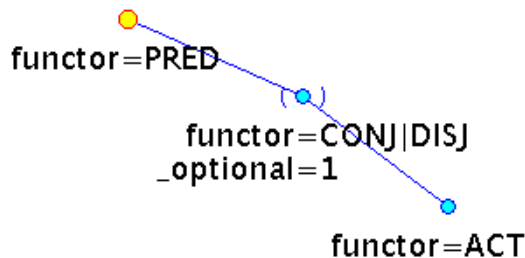 functor=PRED
( )
functor=CONJ|DISJ
_optional=1
functor=ACT